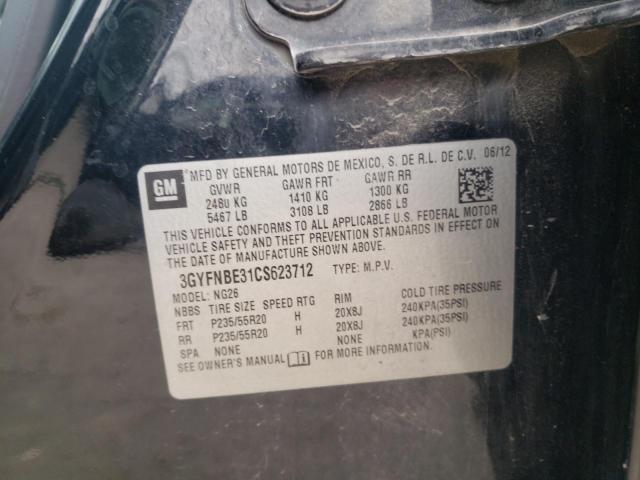 GM
MFD BY GENERAL MOTORS DE MEXICO, S. DE R.L. DE C.V. 06/12
GVWR GAWR FRT GAWR RR
2480 KG 1410 KG 1300 KG
5467 LB 3108 LB 2866 LB
THIS VEHICLE CONFORMS TO ALL APPLICABLE U.S. FEDERAL MOTOR
VEHICLE SAFETY AND THEFT PREVENTION STANDARDS IN EFFECT ON
THE DATE OF MANUFACTURE SHOWN ABOVE.
3GYFNBE31CS623712 TYPE: M.P.V.
MODEL: NG26
NBBS TIRE SIZE SPEED RTG RIM COLD TIRE PRESSURE
FRT P235/55R20 H 20X8J 240KPA(35PSI)
RR P235/55R20 H 20X8J 240KPA(35PSI)
SPA NONE NONE KPA(PSI)
SEE OWNER'S MANUAL FOR MORE INFORMATION.